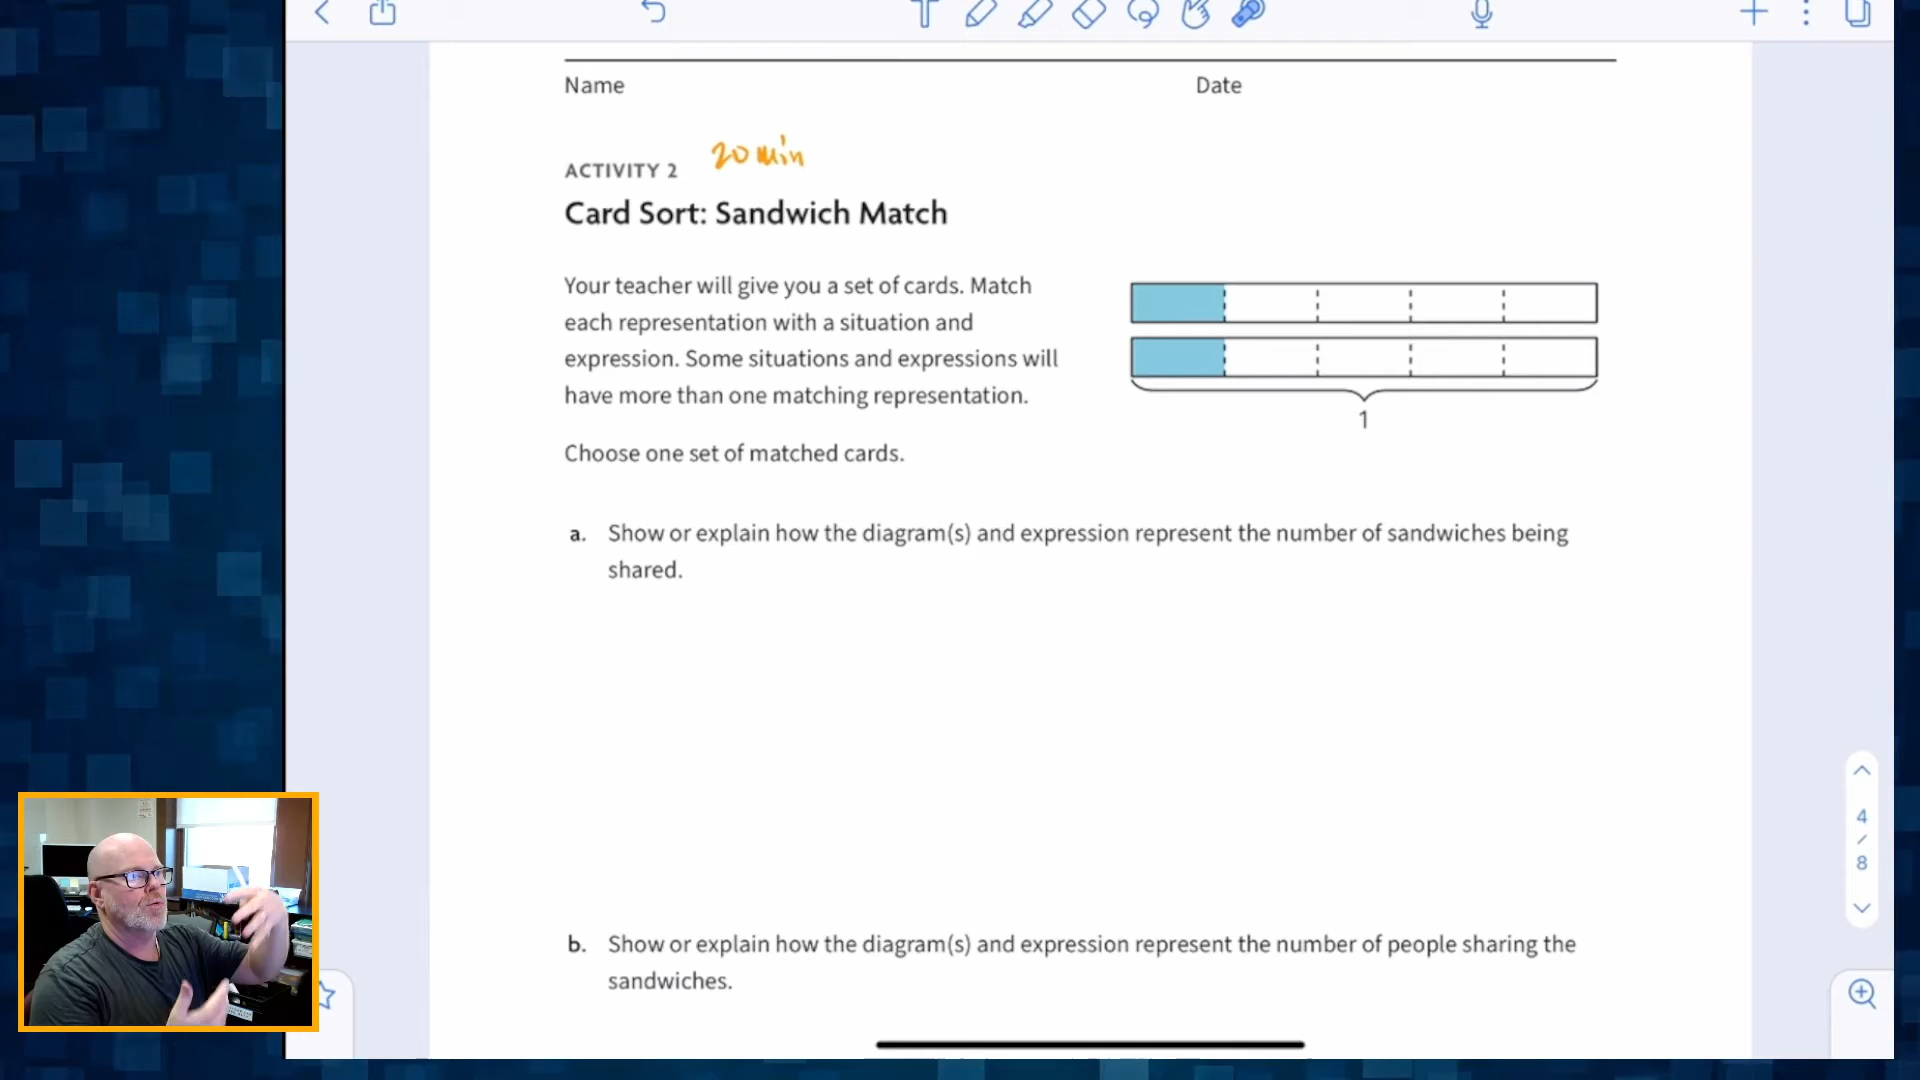 Name Date
20 min
ACTIVITY 2
Card Sort: Sandwich Match
Your teacher will give you a set of cards. Match
each representation with a situation and
expression. Some situations and expressions will
have more than one matching representation.
1
Choose one set of matched cards.
a. Show or explain how the diagram(s) and expression represent the number of sandwiches being
shared.
b. Show or explain how the diagram(s) and expression represent the number of people sharing the
sandwiches.
4
/
8